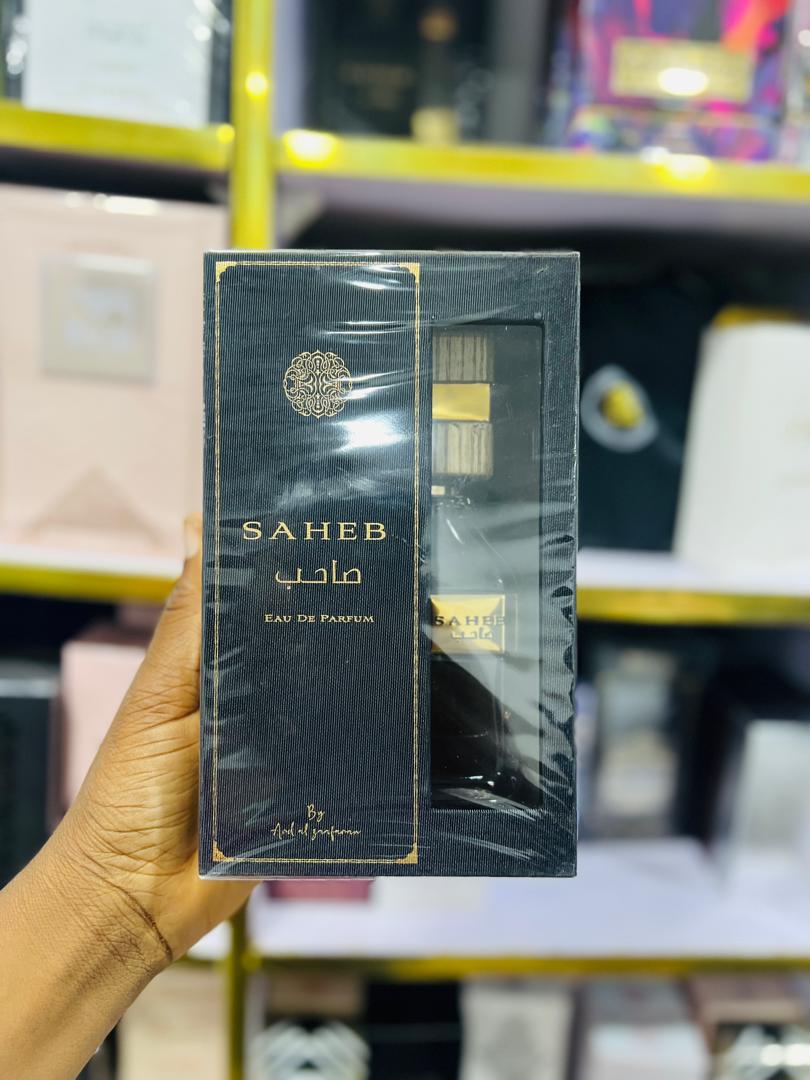 SAHEB
صاحب
EAU DE PARFUM
By
Ard al zaafaran
SAHEB
صاحب